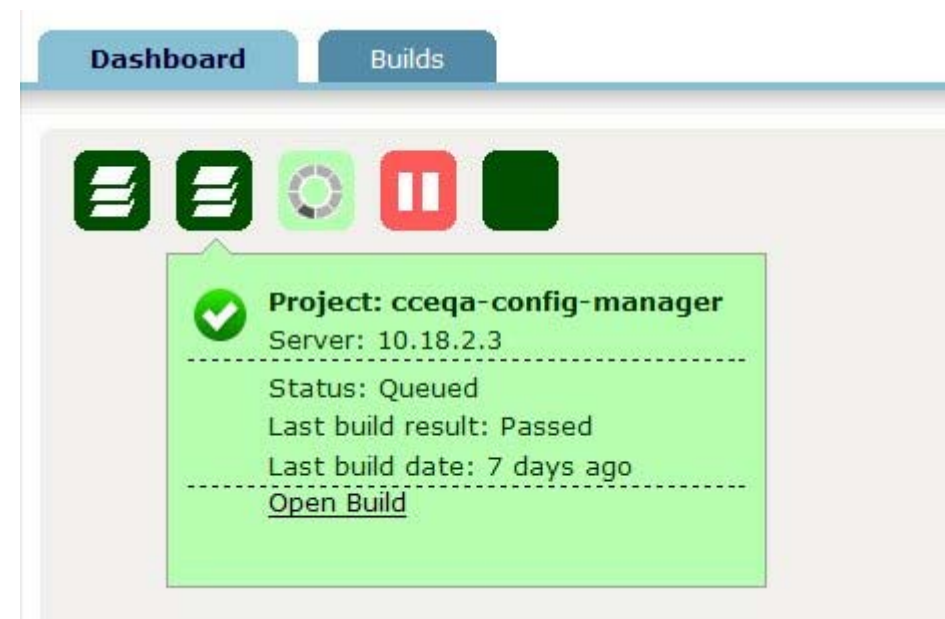 Dashboard Builds
Project: cceqa-config-manager
Server: 10.18.2.3
Status: Queued
Last build result: Passed
Last build date: 7 days ago
Open Build